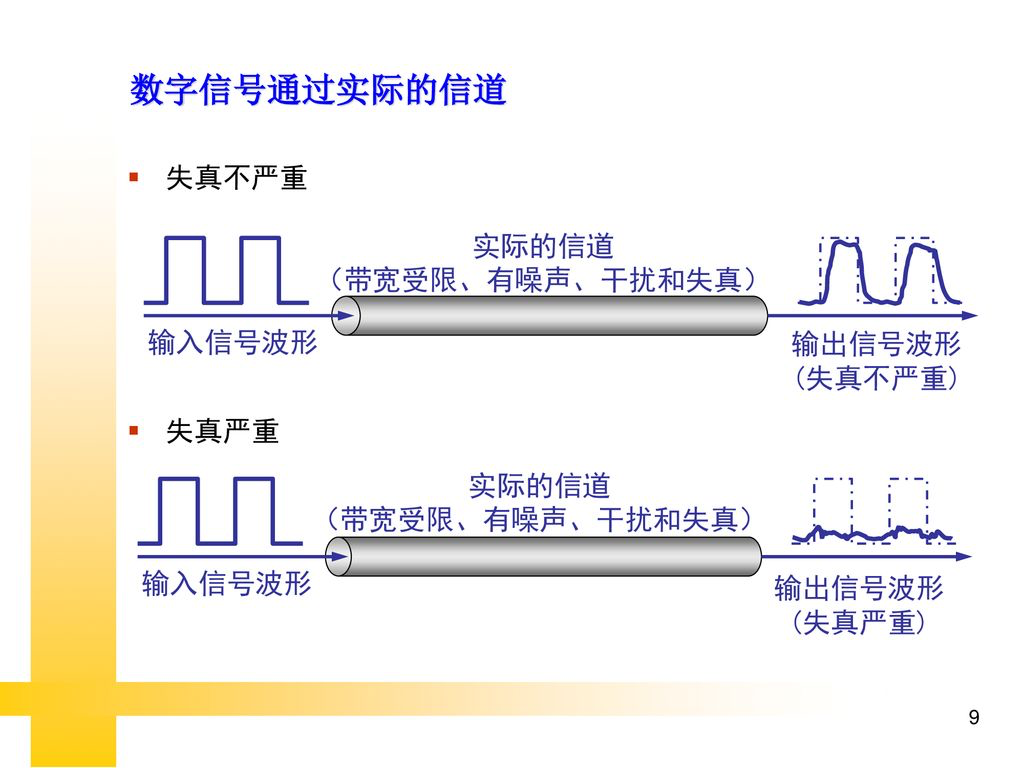 数字信号通过实际的信道
失真不严重
实际的信道
（带宽受限、有噪声、干扰和失真）
输入信号波形
输出信号波形
(失真不严重)
失真严重
实际的信道
（带宽受限、有噪声、干扰和失真）
输入信号波形
输出信号波形
(失真严重)
9